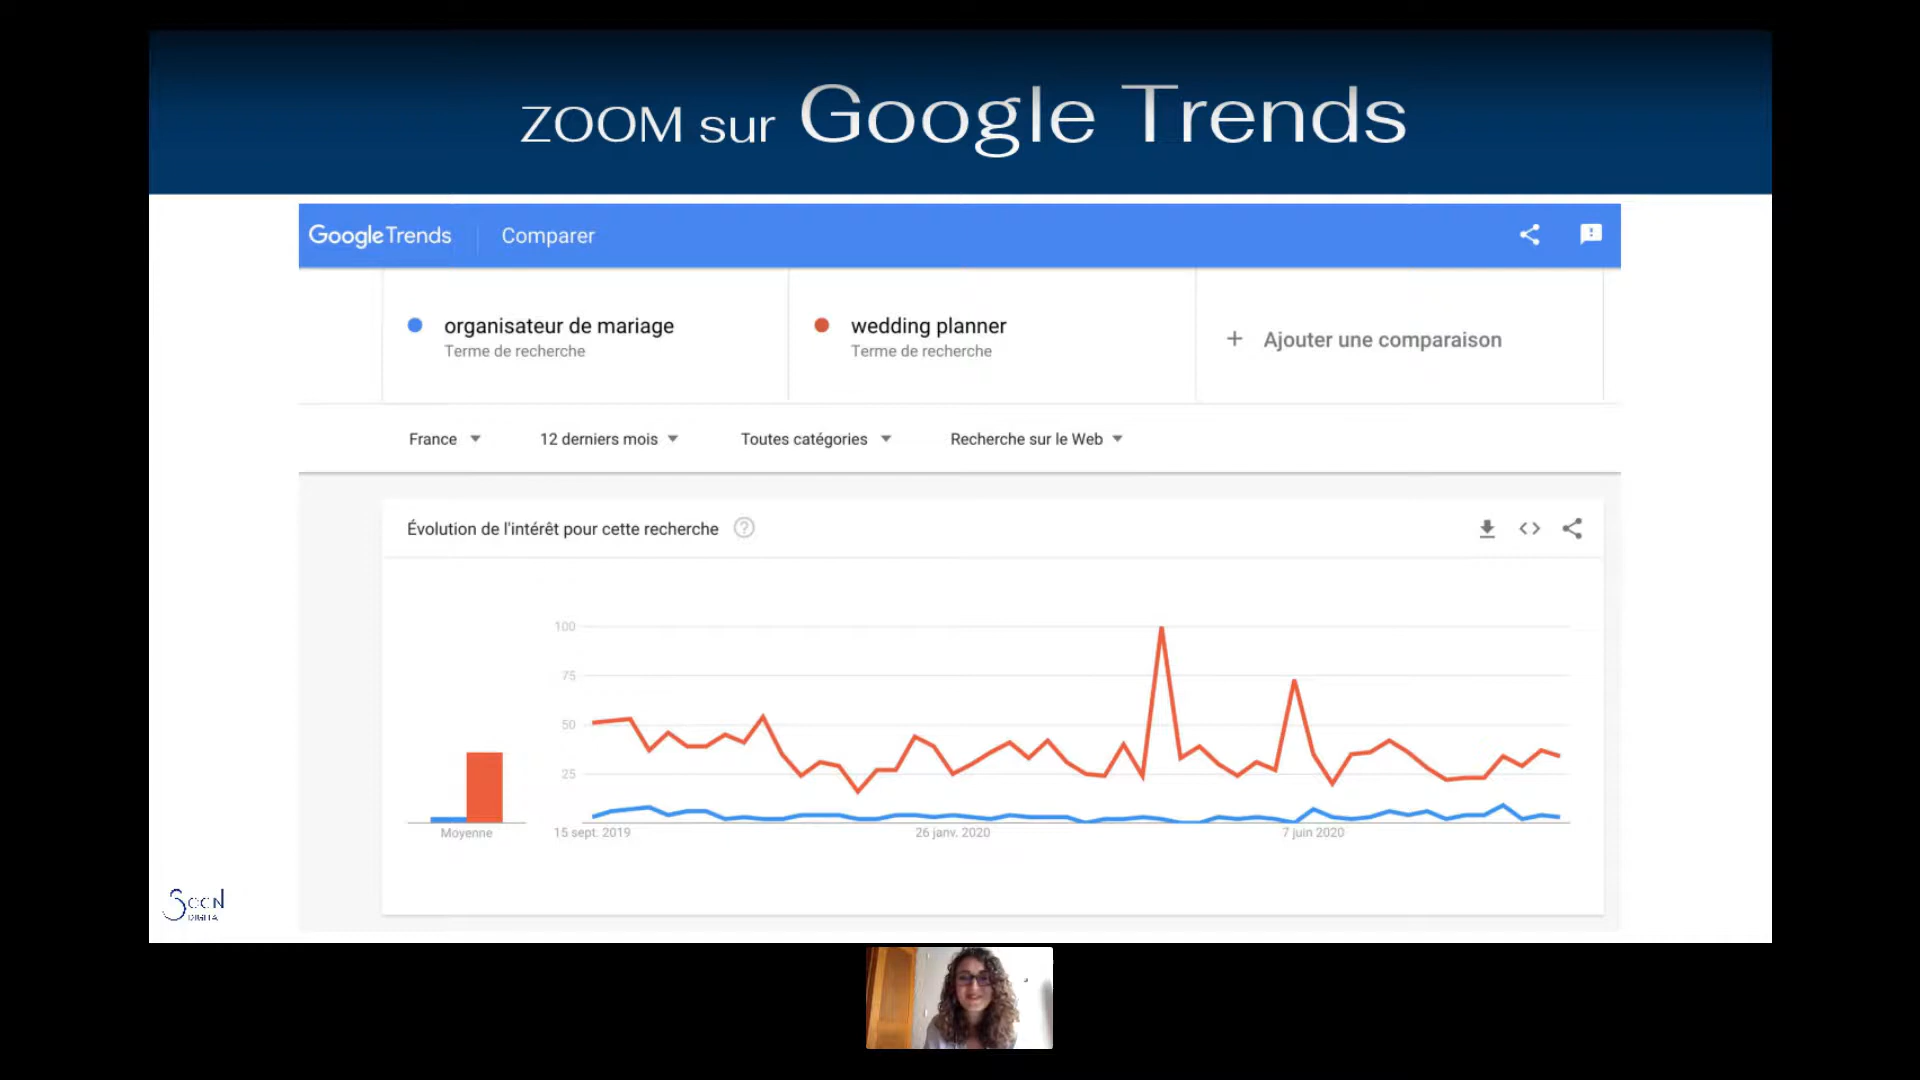 ZOOM sur Google Trends
Google Trends Comparer
organisateur de mariage
Terme de recherche
wedding planner
Terme de recherche
+ Ajouter une comparaison
France 12 derniers mois Toutes catégories Recherche sur le Web
Évolution de l'intérêt pour cette recherche
100
75
50
25
Moyenne
15 sept. 2019 26 janv. 2020 7 juin 2020